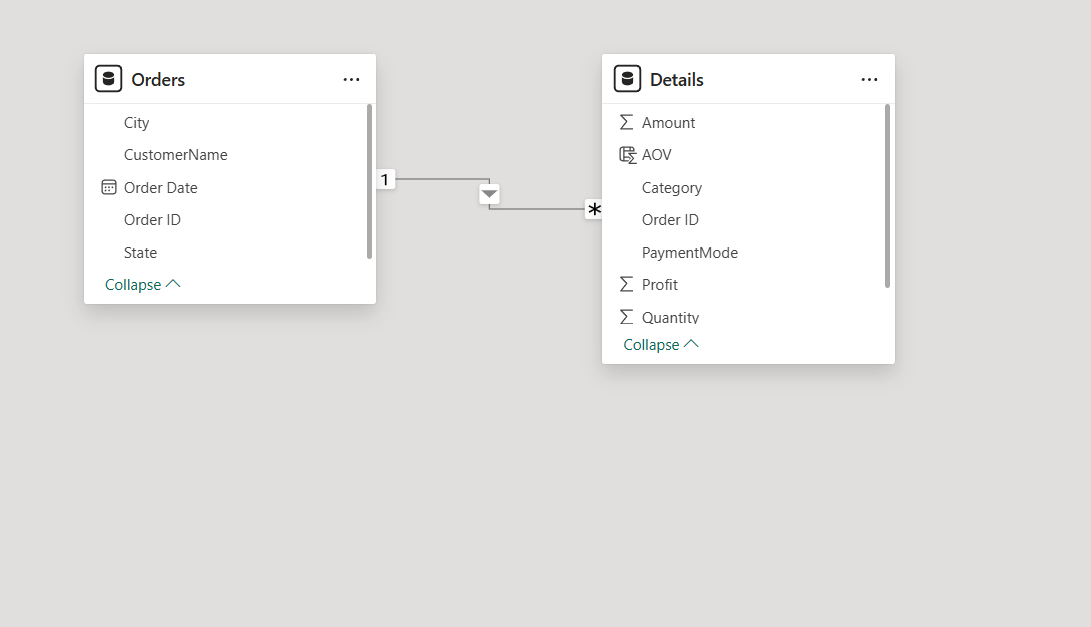 Orders
City
CustomerName
Order Date
Order ID
State
Collapse
1
*
Details
Amount
AOV
Category
Order ID
PaymentMode
Profit
Quantity
Collapse